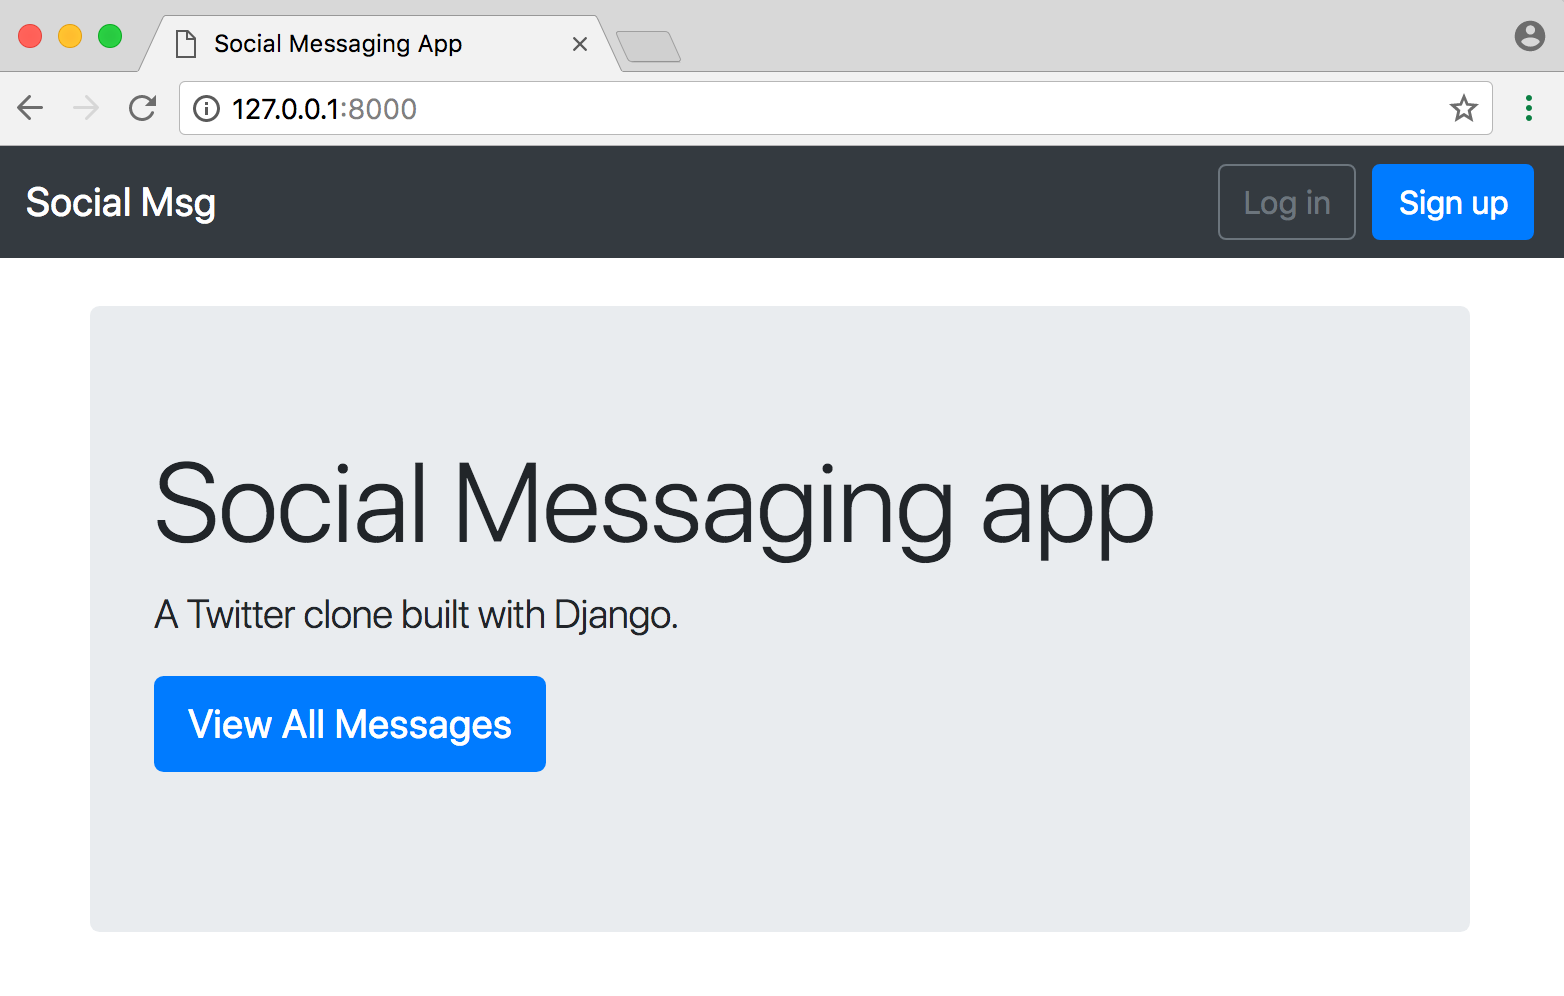 Social Messaging App
127.0.0.1:8000
Social Msg
Log in
Sign up
Social Messaging app
A Twitter clone built with Django.
View All Messages